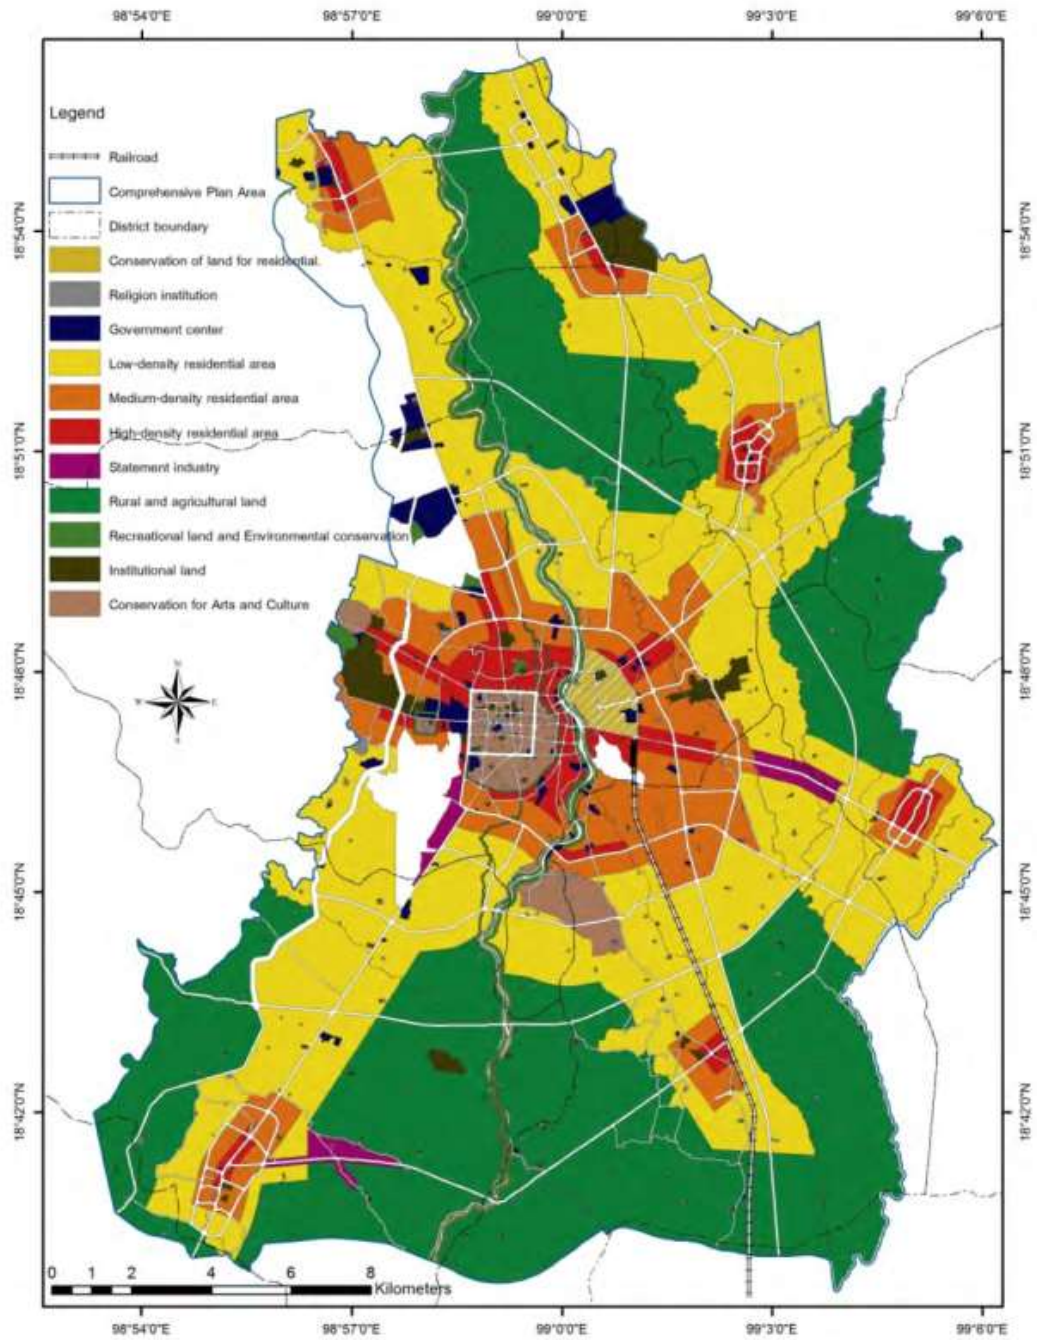 98°54'0"E 98°57'0"E 99°0'0"E 99°3'0"E 99°6'0"E
Legend
Railroad
Comprehensive Plan Area
District boundary
Conservation of land for residential.
Religion institution
Government center
Low-density residential area
Medium-density residential area
High-density residential area
Statement industry
Rural and agricultural land
Recreational land and Environmental conservation
Institutional land
Conservation for Arts and Culture
N
W E
S
18°54'0"N 18°54'0"N
18°51'0"N 18°51'0"N
18°48'0"N 18°48'0"N
18°45'0"N 18°45'0"N
18°42'0"N 18°42'0"N
0 1 2 4 6 8
Kilometers
98°54'0"E 98°57'0"E 99°0'0"E 99°3'0"E 99°6'0"E